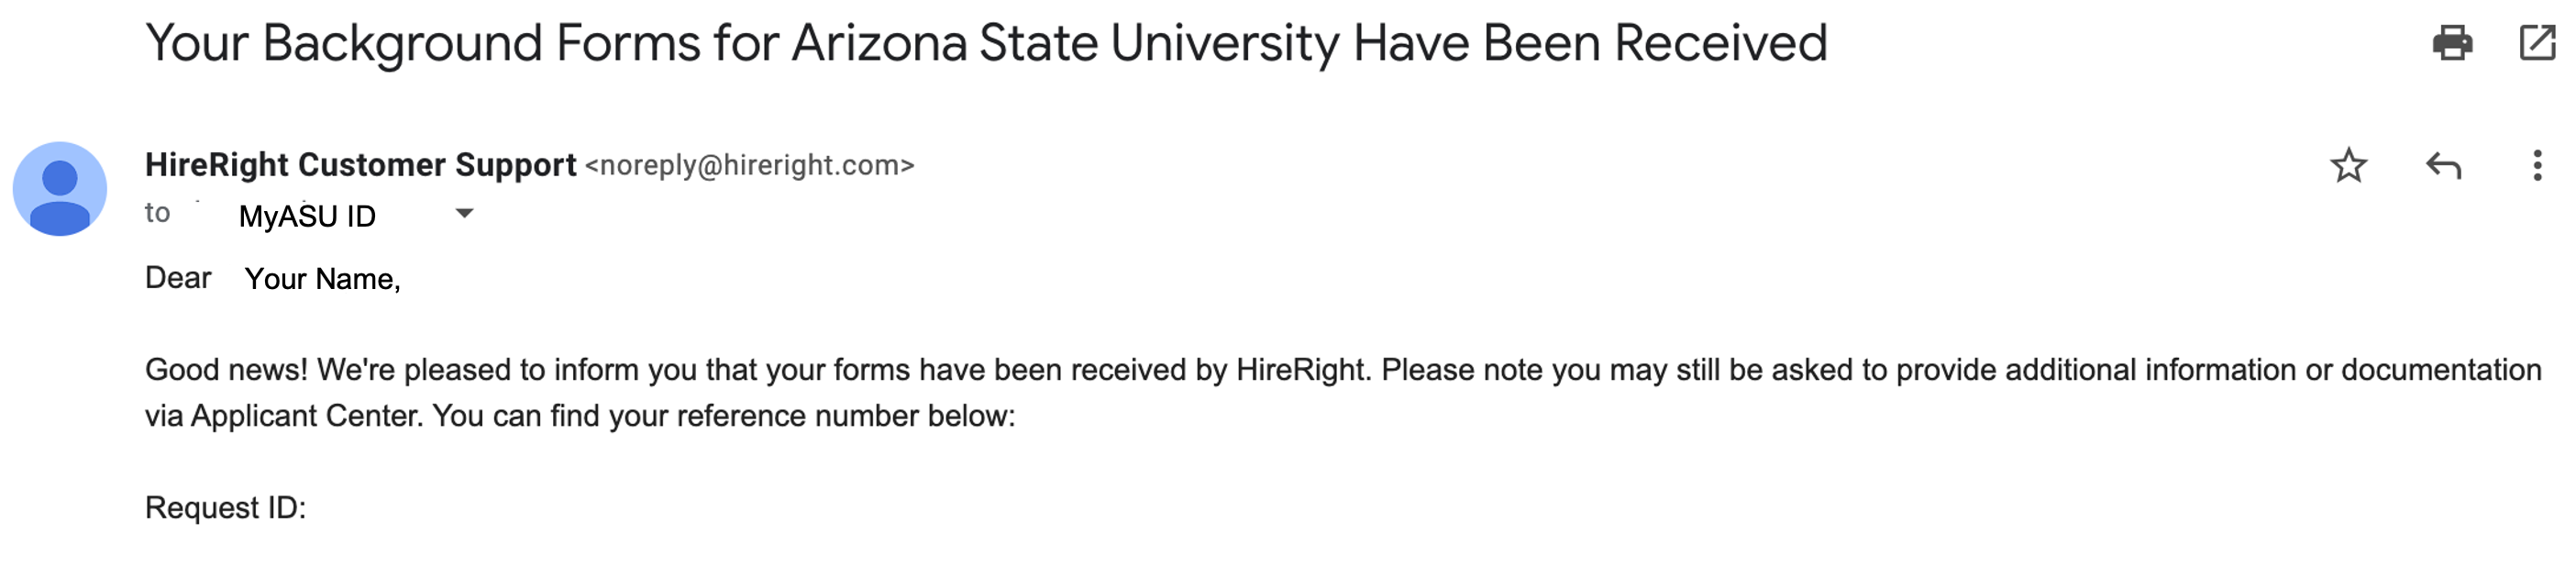 Your Background Forms for Arizona State University Have Been Received
HireRight Customer Support <noreply@hireright.com>
to MyASU ID
Dear Your Name,
Good news! We're pleased to inform you that your forms have been received by HireRight. Please note you may still be asked to provide additional information or documentation
via Applicant Center. You can find your reference number below:
Request ID: